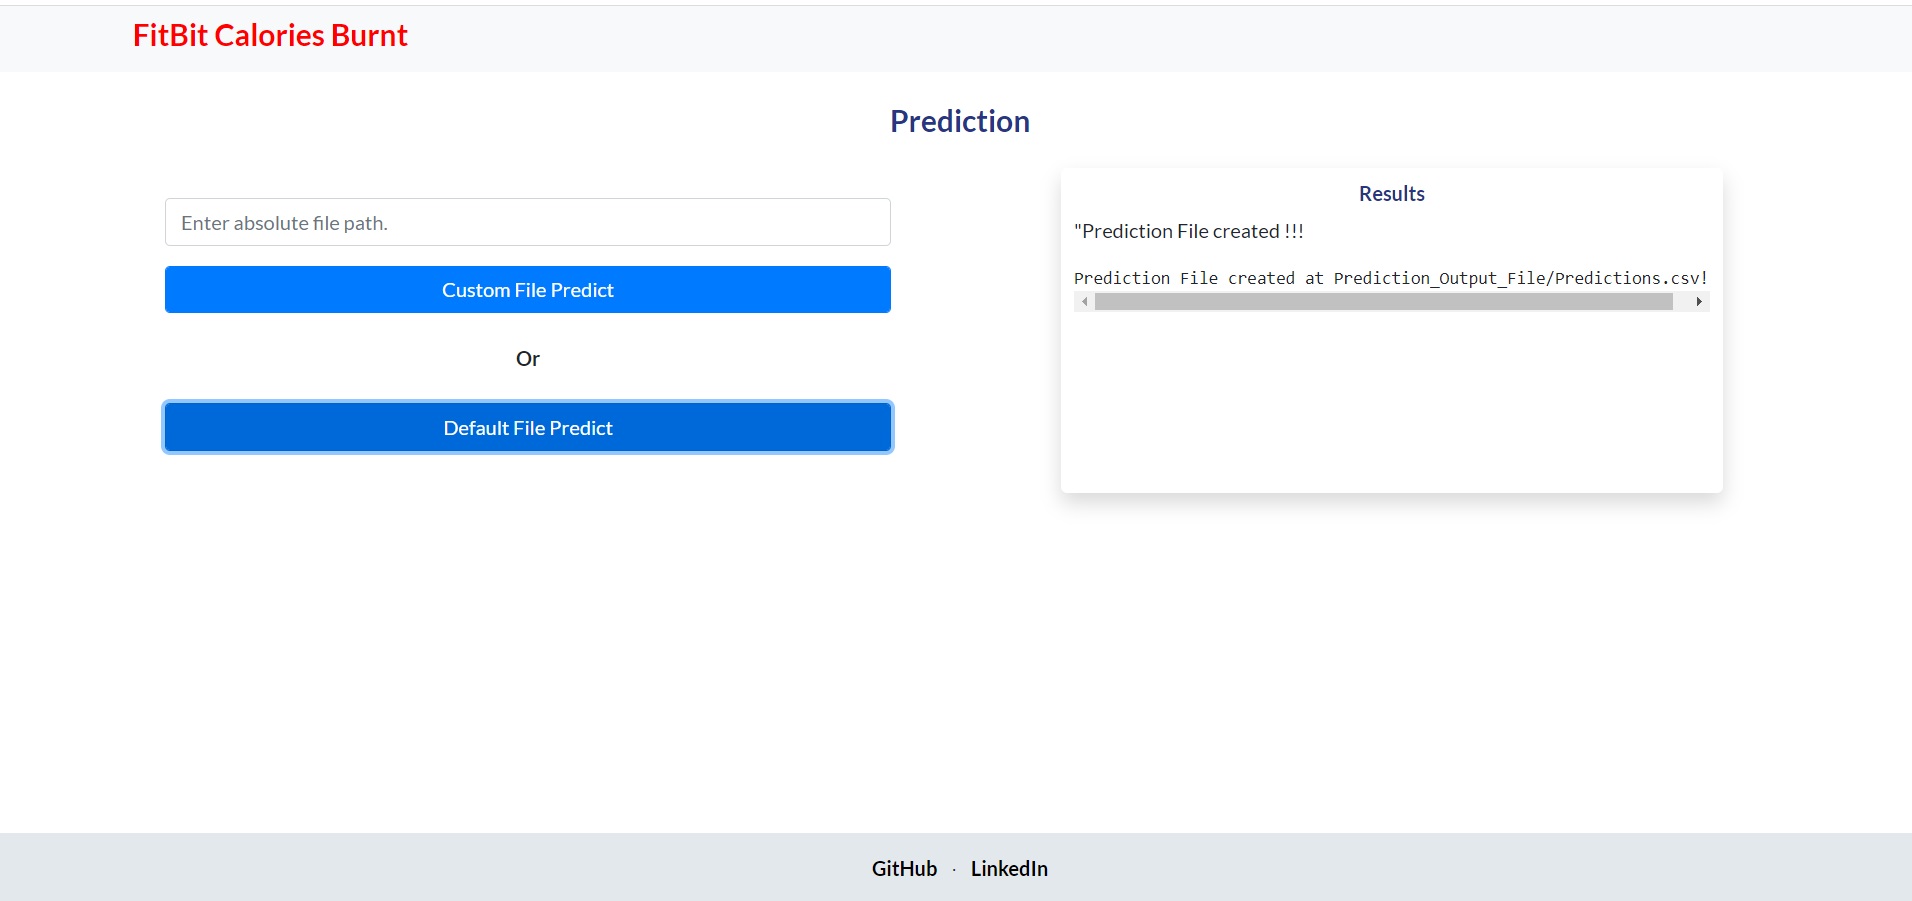 FitBit Calories Burnt
Prediction
Enter absolute file path.
Custom File Predict
Or
Default File Predict
Results
"Prediction File created !!!
Prediction File created at Prediction_Output_File/Predictions.csv!
GitHub · LinkedIn